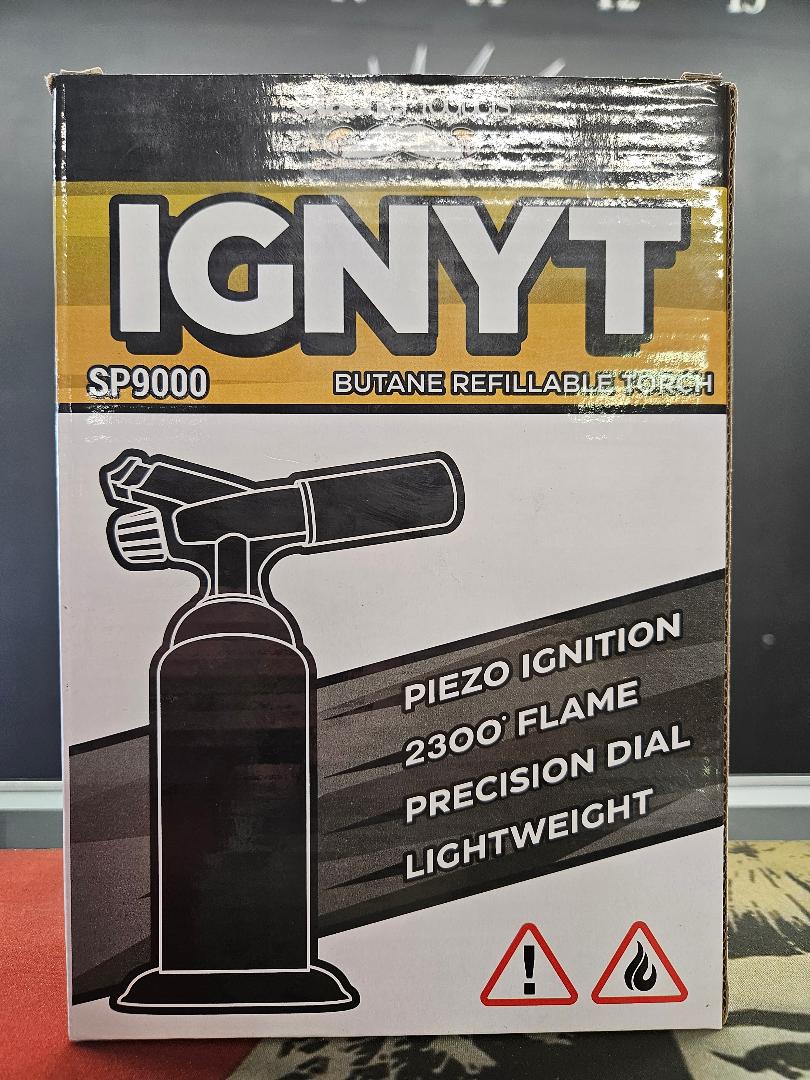 IGNYT
SP9000
BUTANE REFILLABLE TORCH
PIEZO IGNITION
2300° FLAME
PRECISION DIAL
LIGHTWEIGHT
!